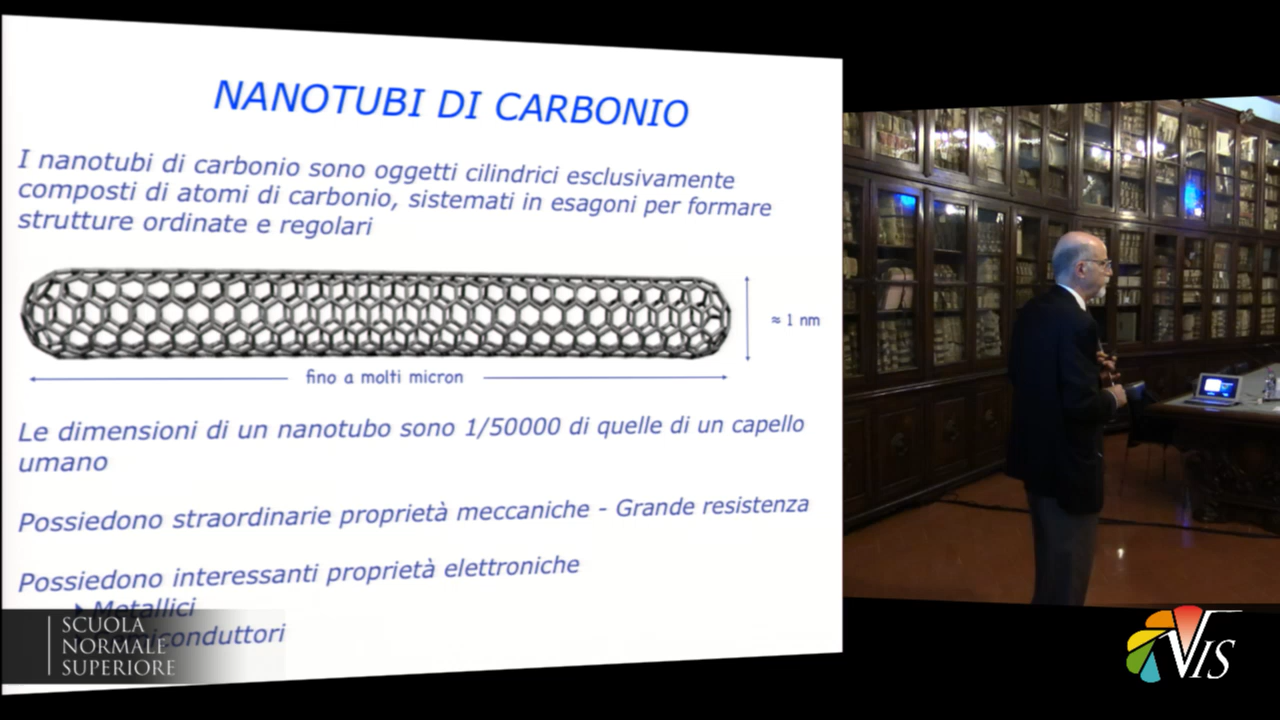 NANOTUBI DI CARBONIO
I nanotubi di carbonio sono oggetti cilindrici esclusivamente
composti di atomi di carbonio, sistemati in esagoni per formare
strutture ordinate e regolari
≈ 1 nm
fino a molti micron
Le dimensioni di un nanotubo sono 1/50000 di quelle di un capello
umano
Possiedono straordinarie proprietà meccaniche - Grande resistenza
Possiedono interessanti proprietà elettroniche
Metallici
conduttori
SCUOLA
NORMALE
SUPERIORE
VIS